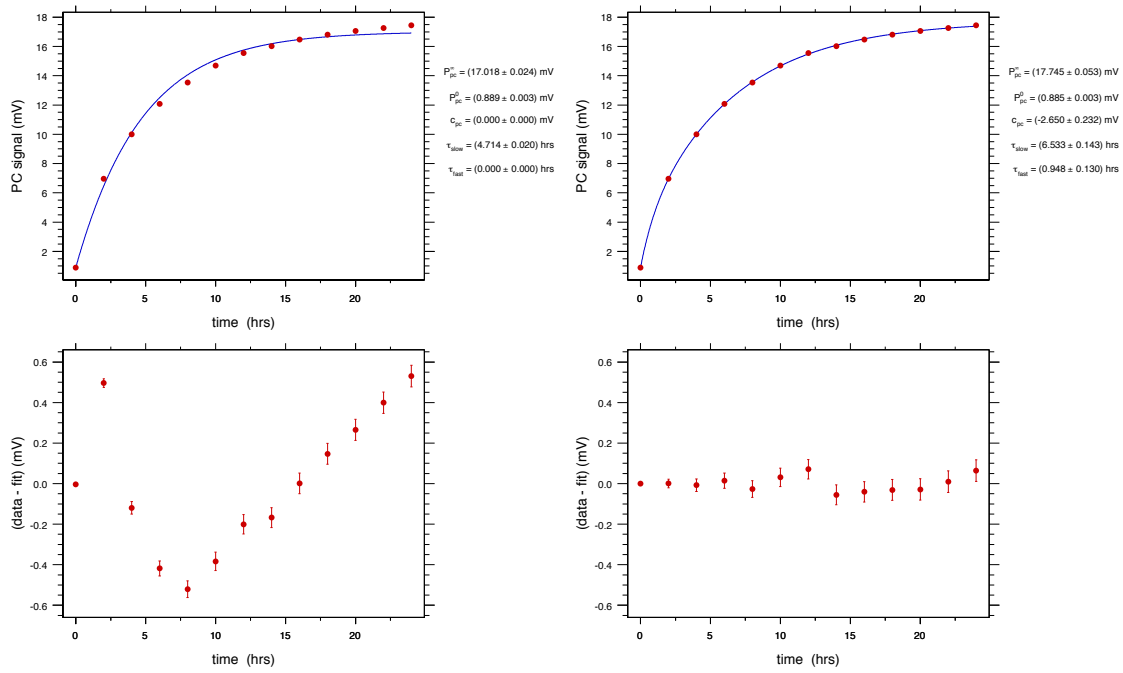 18
16
14
12
10
8
6
4
2
PC signal (mV)
0 5 10 15 20
time (hrs)
P∞pc = (17.018 ± 0.024) mV
P0pc = (0.889 ± 0.003) mV
cpc = (0.000 ± 0.000) mV
τslow = (4.714 ± 0.020) hrs
τfast = (0.000 ± 0.000) hrs
18
16
14
12
10
8
6
4
2
PC signal (mV)
0 5 10 15 20
time (hrs)
P∞pc = (17.745 ± 0.053) mV
P0pc = (0.885 ± 0.003) mV
cpc = (-2.650 ± 0.232) mV
τslow = (6.533 ± 0.143) hrs
τfast = (0.948 ± 0.130) hrs
0.6
0.4
0.2
0.0
-0.2
-0.4
-0.6
(data - fit) (mV)
0 5 10 15 20
time (hrs)
0.6
0.4
0.2
0.0
-0.2
-0.4
-0.6
(data - fit) (mV)
0 5 10 15 20
time (hrs)